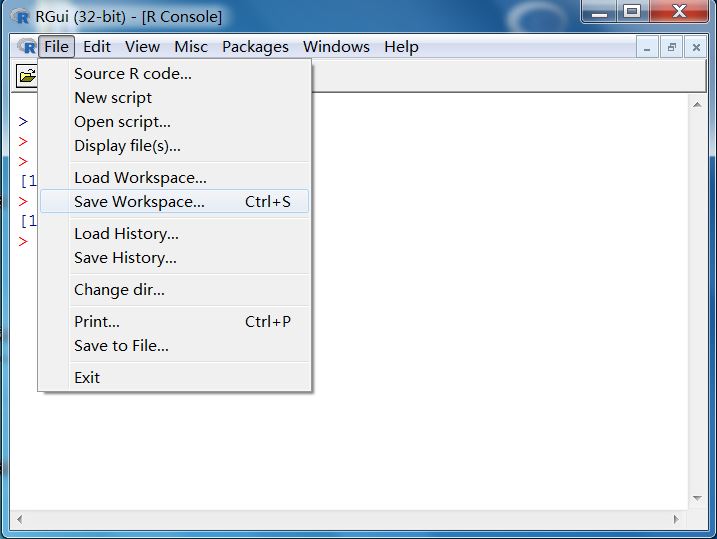 RGui (32-bit) - [R Console]
File Edit View Misc Packages Windows Help
Source R code...
New script
Open script...
Display file(s)...
Load Workspace...
Save Workspace... Ctrl+S
Load History...
Save History...
Change dir...
Print... Ctrl+P
Save to File...
Exit
>
>
>
[1
>
[1
>